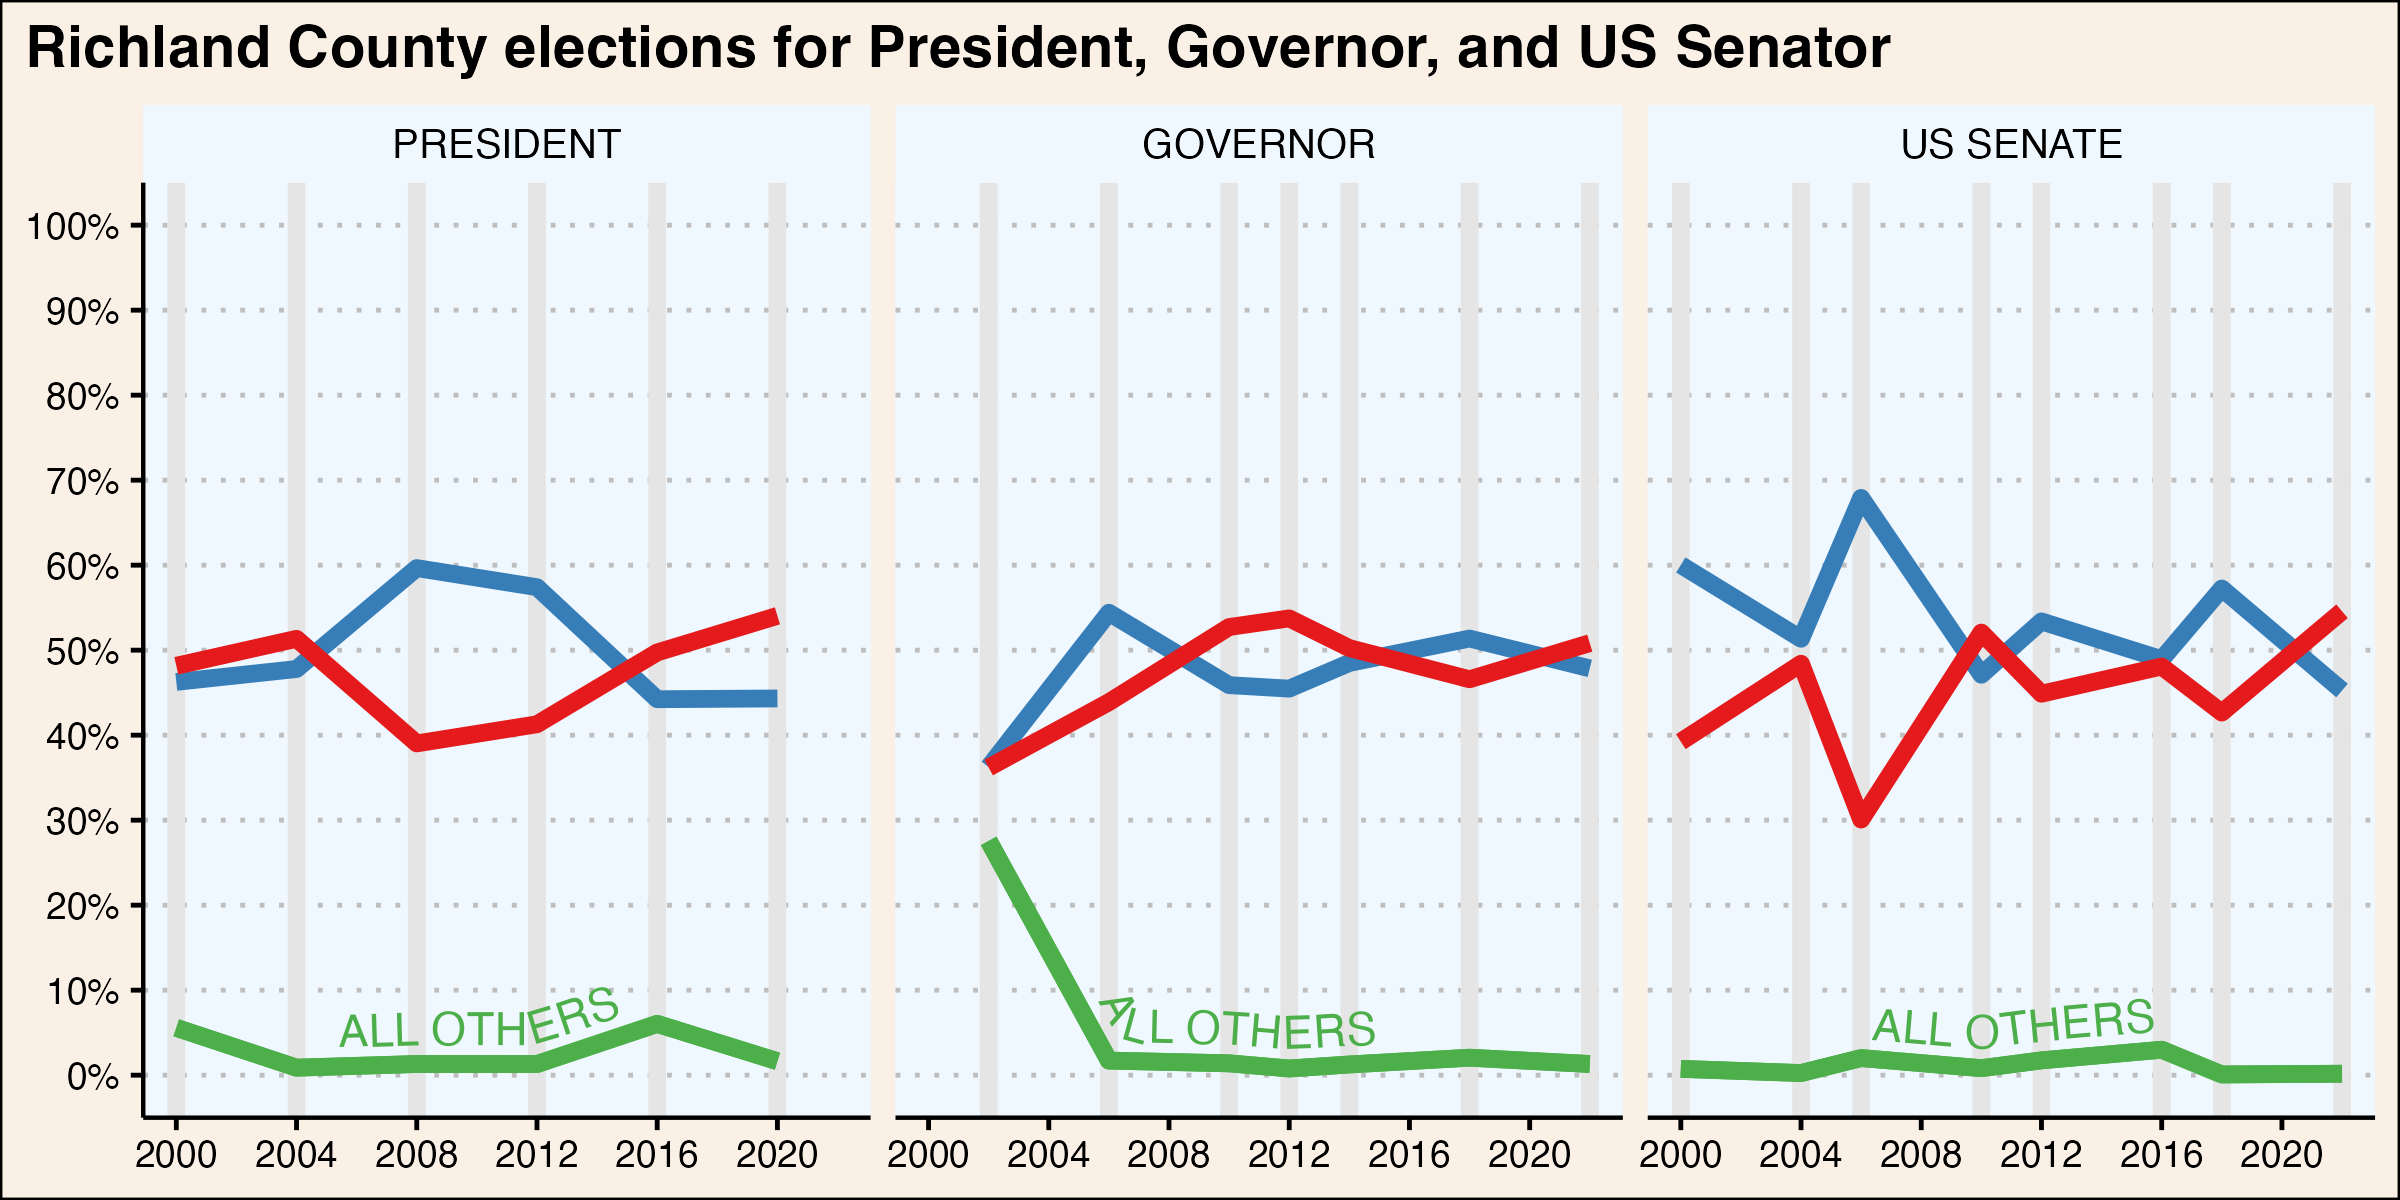 Richland County elections for President, Governor, and US Senator
PRESIDENT
GOVERNOR
US SENATE
100%
90%
80%
70%
60%
50%
40%
30%
20%
10%
0%
ALL OTHERS
ALL OTHERS
ALL OTHERS
2000 2004 2008 2012 2016 2020
2000 2004 2008 2012 2016 2020
2000 2004 2008 2012 2016 2020